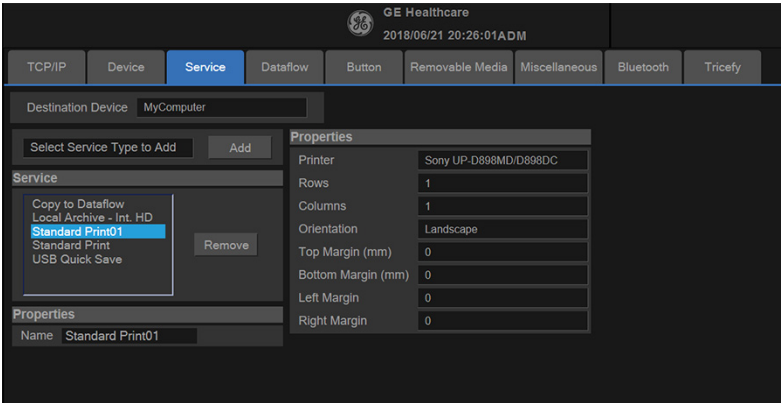 GE Healthcare
2018/06/21 20:26:01ADM
TCP/IP Device Service Dataflow Button Removable Media Miscellaneous Bluetooth Tricefy
Destination Device MyComputer
Select Service Type to Add Add
Service
Copy to Dataflow
Local Archive - Int. HD
Standard Print01
Standard Print
USB Quick Save
Remove
Properties
Name Standard Print01
Properties
Printer Sony UP-D898MD/D898DC
Rows 1
Columns 1
Orientation Landscape
Top Margin (mm) 0
Bottom Margin (mm) 0
Left Margin 0
Right Margin 0